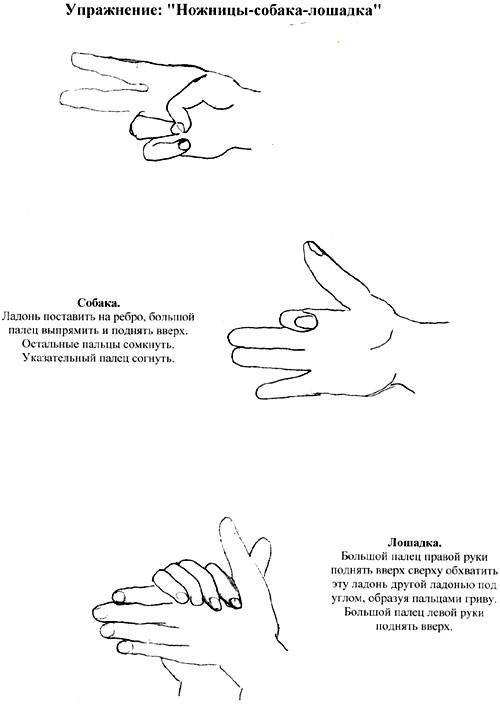 Упражнение: "Ножницы-собака-лошадка"
Собака.
Ладонь поставить на ребро, большой
палец выпрямить и поднять вверх.
Остальные пальцы сомкнуть.
Указательный палец согнуть.
Лошадка.
Большой палец правой руки
поднять вверх сверху обхватить
эту ладонь другой ладонью под
углом, образуя пальцами гриву.
Большой палец левой руки
поднять вверх.